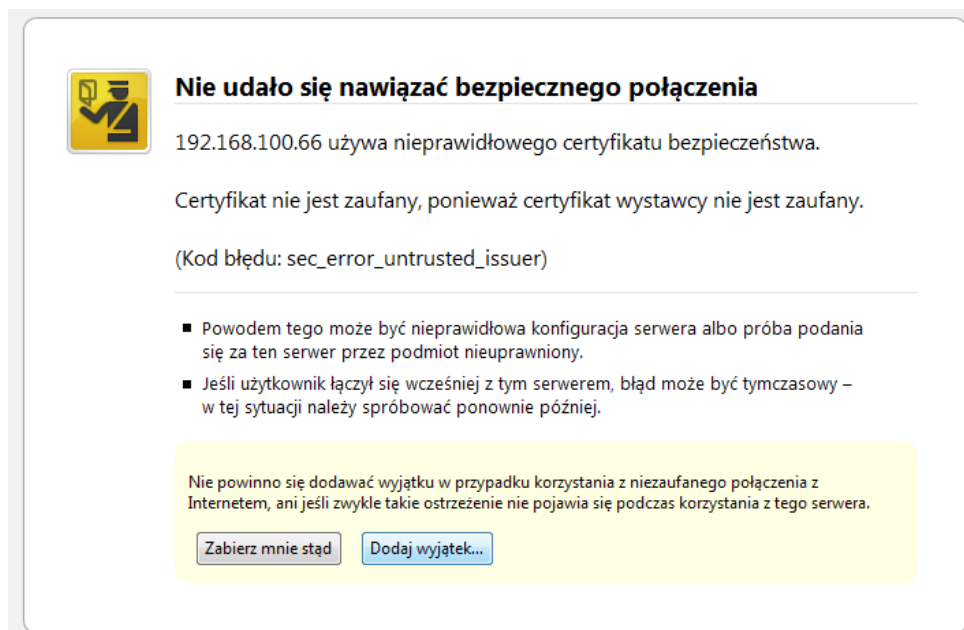 Nie udało się nawiązać bezpiecznego połączenia
192.168.100.66 używa nieprawidłowego certyfikatu bezpieczeństwa.
Certyfikat nie jest zaufany, ponieważ certyfikat wystawcy nie jest zaufany.
(Kod błędu: sec_error_untrusted_issuer)
Powodem tego może być nieprawidłowa konfiguracja serwera albo próba podania
się za ten serwer przez podmiot nieuprawniony.
Jeśli użytkownik łączył się wcześniej z tym serwerem, błąd może być tymczasowy –
w tej sytuacji należy spróbować ponownie później.
Nie powinno się dodawać wyjątku w przypadku korzystania z niezaufanego połączenia z
Internetem, ani jeśli zwykle takie ostrzeżenie nie pojawia się podczas korzystania z tego serwera.
Zabierz mnie stąd
Dodaj wyjątek...